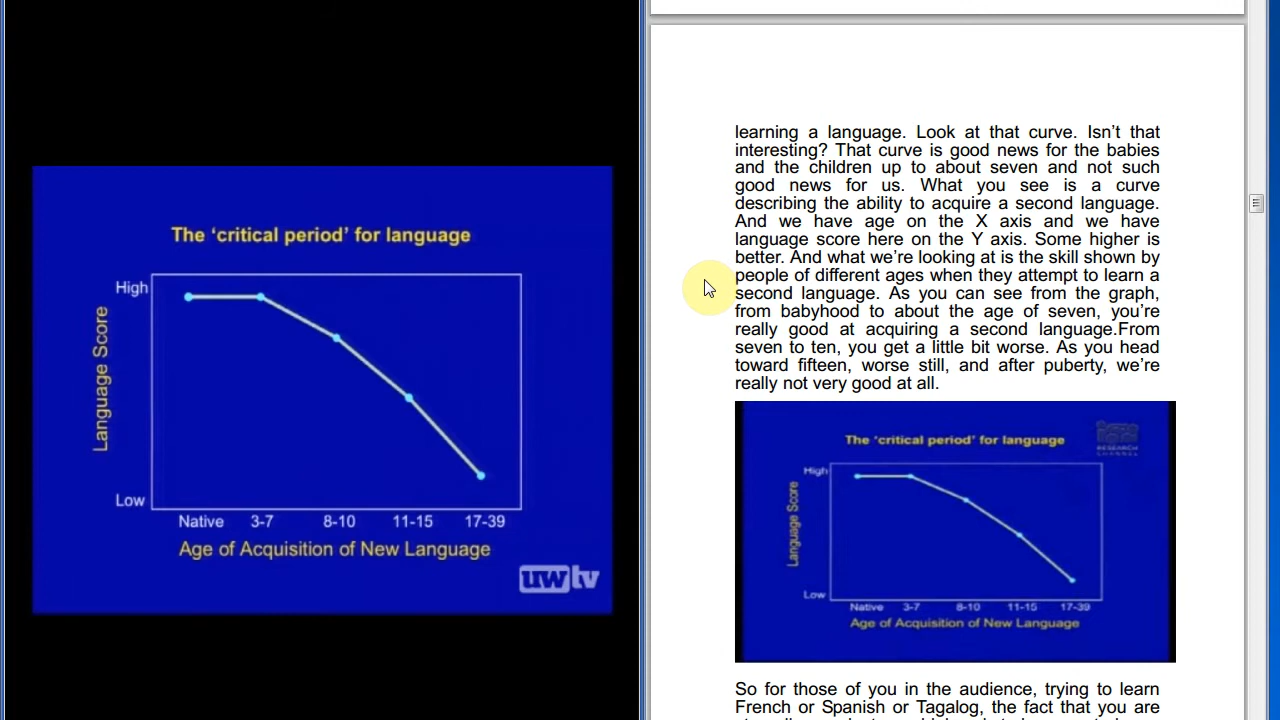 The ‘critical period’ for language
High
Language Score
Low
Native 3-7 8-10 11-15 17-39
Age of Acquisition of New Language
uwtv
learning a language. Look at that curve. Isn’t that
interesting? That curve is good news for the babies
and the children up to about seven and not such
good news for us. What you see is a curve
describing the ability to acquire a second language.
And we have age on the X axis and we have
language score here on the Y axis. Some higher is
better. And what we’re looking at is the skill shown by
people of different ages when they attempt to learn a
second language. As you can see from the graph,
from babyhood to about the age of seven, you’re
really good at acquiring a second language.From
seven to ten, you get a little bit worse. As you head
toward fifteen, worse still, and after puberty, we’re
really not very good at all.
The ‘critical period’ for language
RESEARCH
CHANNEL
High
Language Score
Low
Native 3-7 8-10 11-15 17-39
Age of Acquisition of New Language
So for those of you in the audience, trying to learn
French or Spanish or Tagalog, the fact that you are